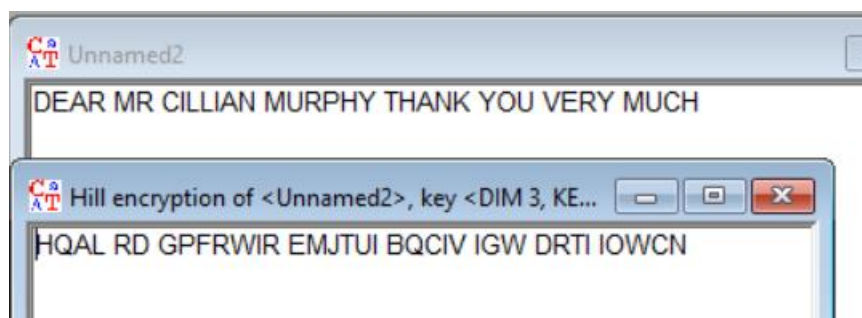 Unnamed2
DEAR MR CILLIAN MURPHY THANK YOU VERY MUCH
Hill encryption of <Unnamed2>, key <DIM 3, KE...
HQAL RD GPFRWIR EMJTUI BQCIV IGW DRTI IOWCN